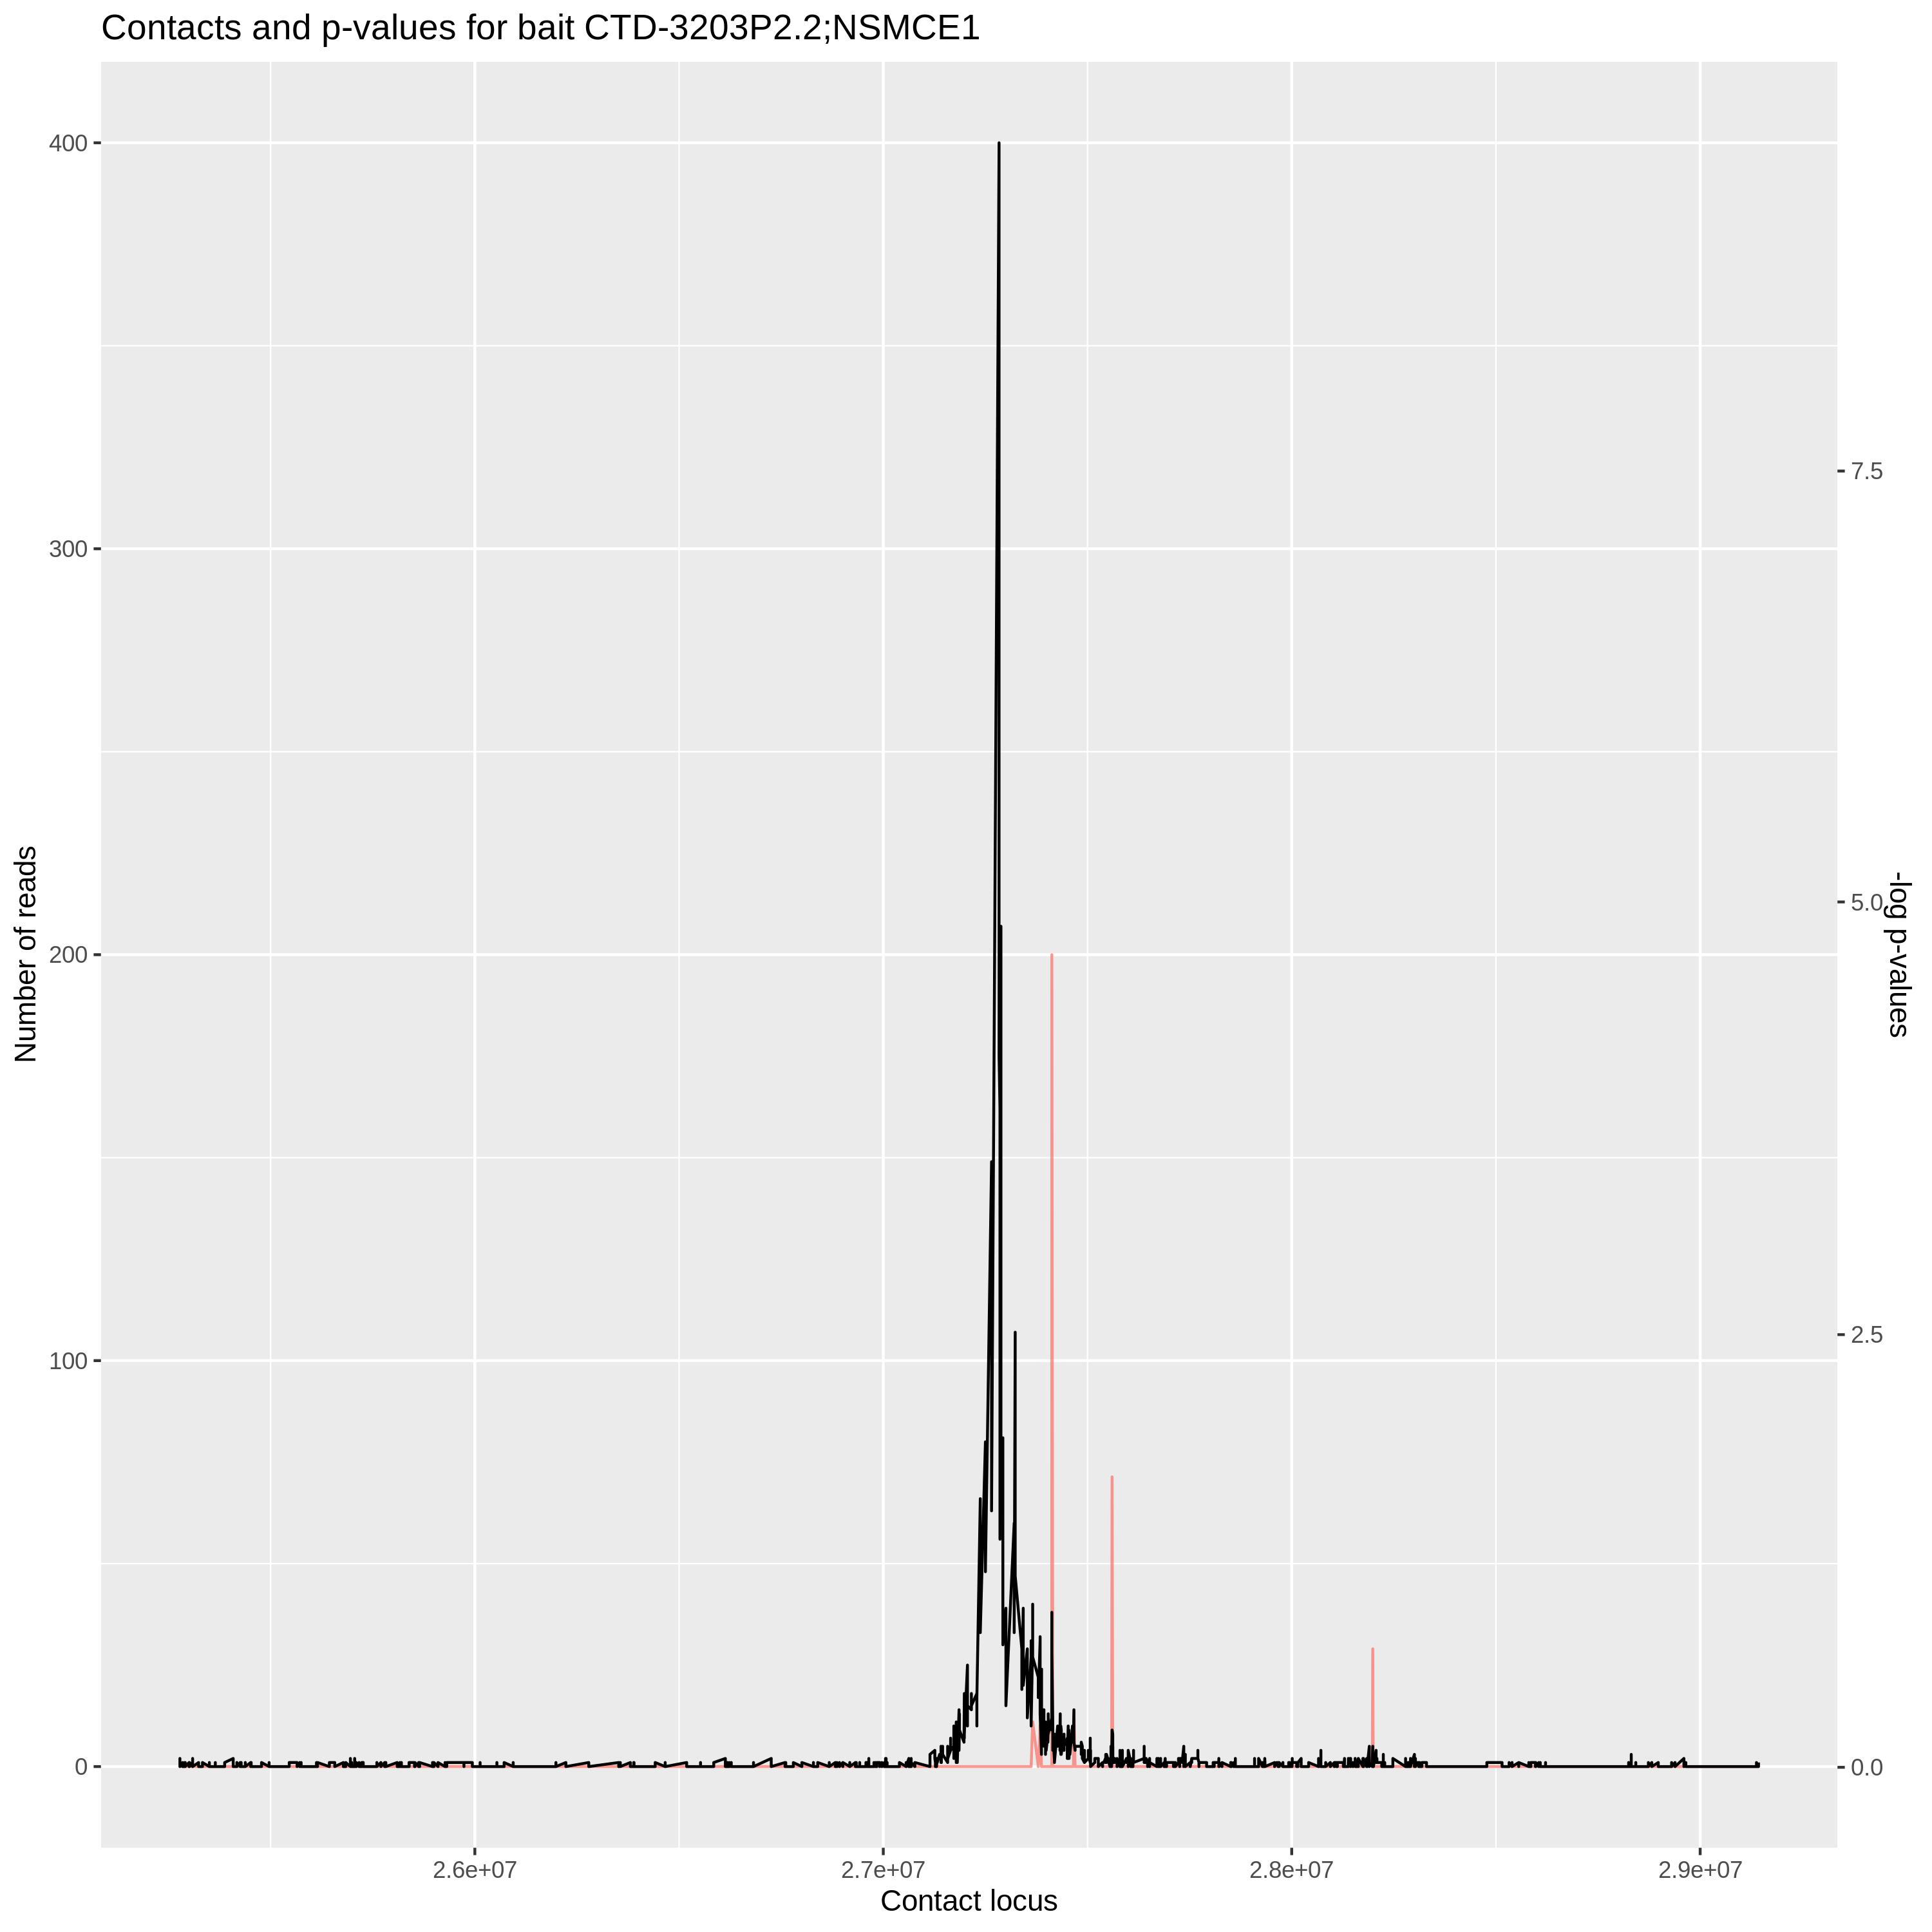 Contacts and p-values for bait CTD-3203P2.2;NSMCE1
400
300
200
100
0
Number of reads
7.5
5.0
2.5
0.0
-log p-values
2.6e+07 2.7e+07 2.8e+07 2.9e+07
Contact locus